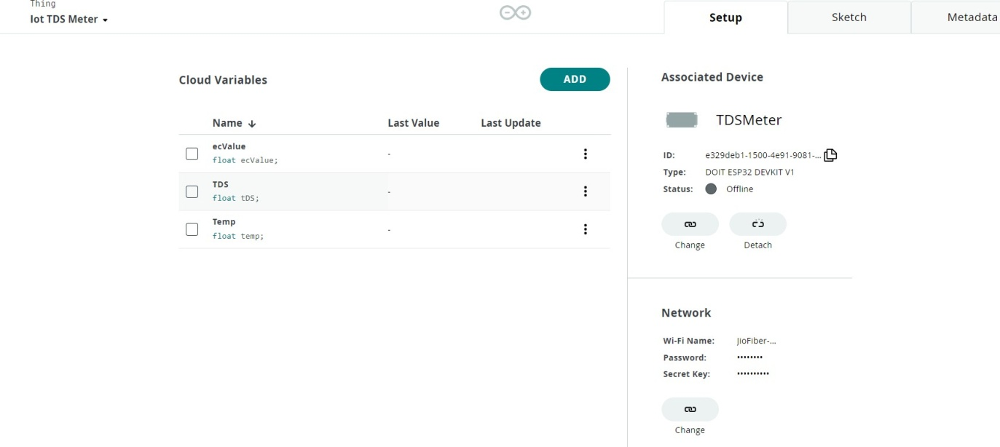 Thing
Iot TDS Meter
Setup
Sketch
Metadata
Cloud Variables
ADD
Name
Last Value
Last Update
ecValue
float ecValue;
-
TDS
float tDS;
-
Temp
float temp;
-
Associated Device
TDSMeter
ID: e329deb1-1500-4e91-9081-...
Type: DOIT ESP32 DEVKIT V1
Status: Offline
Change
Detach
Network
Wi-Fi Name: JioFiber-...
Password: ••••••••
Secret Key: ••••••••••
Change